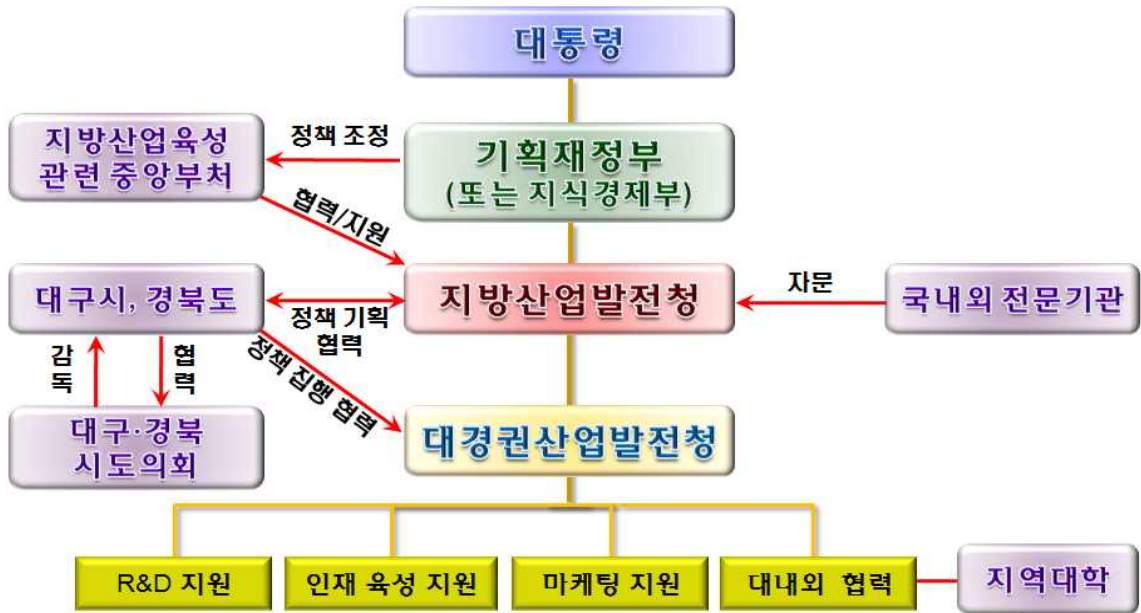 대통령
지방산업육성
관련 중앙부처
정책 조정
기획재정부
(또는 지식경제부)
협력/지원
대구시, 경북도
정책 기획
협력
지방산업발전청
자문
국내외 전문기관
감독
협력
정책 집행 협력
대구·경북
시도의회
대경권산업발전청
R&D 지원
인재 육성 지원
마케팅 지원
대내외 협력
지역대학